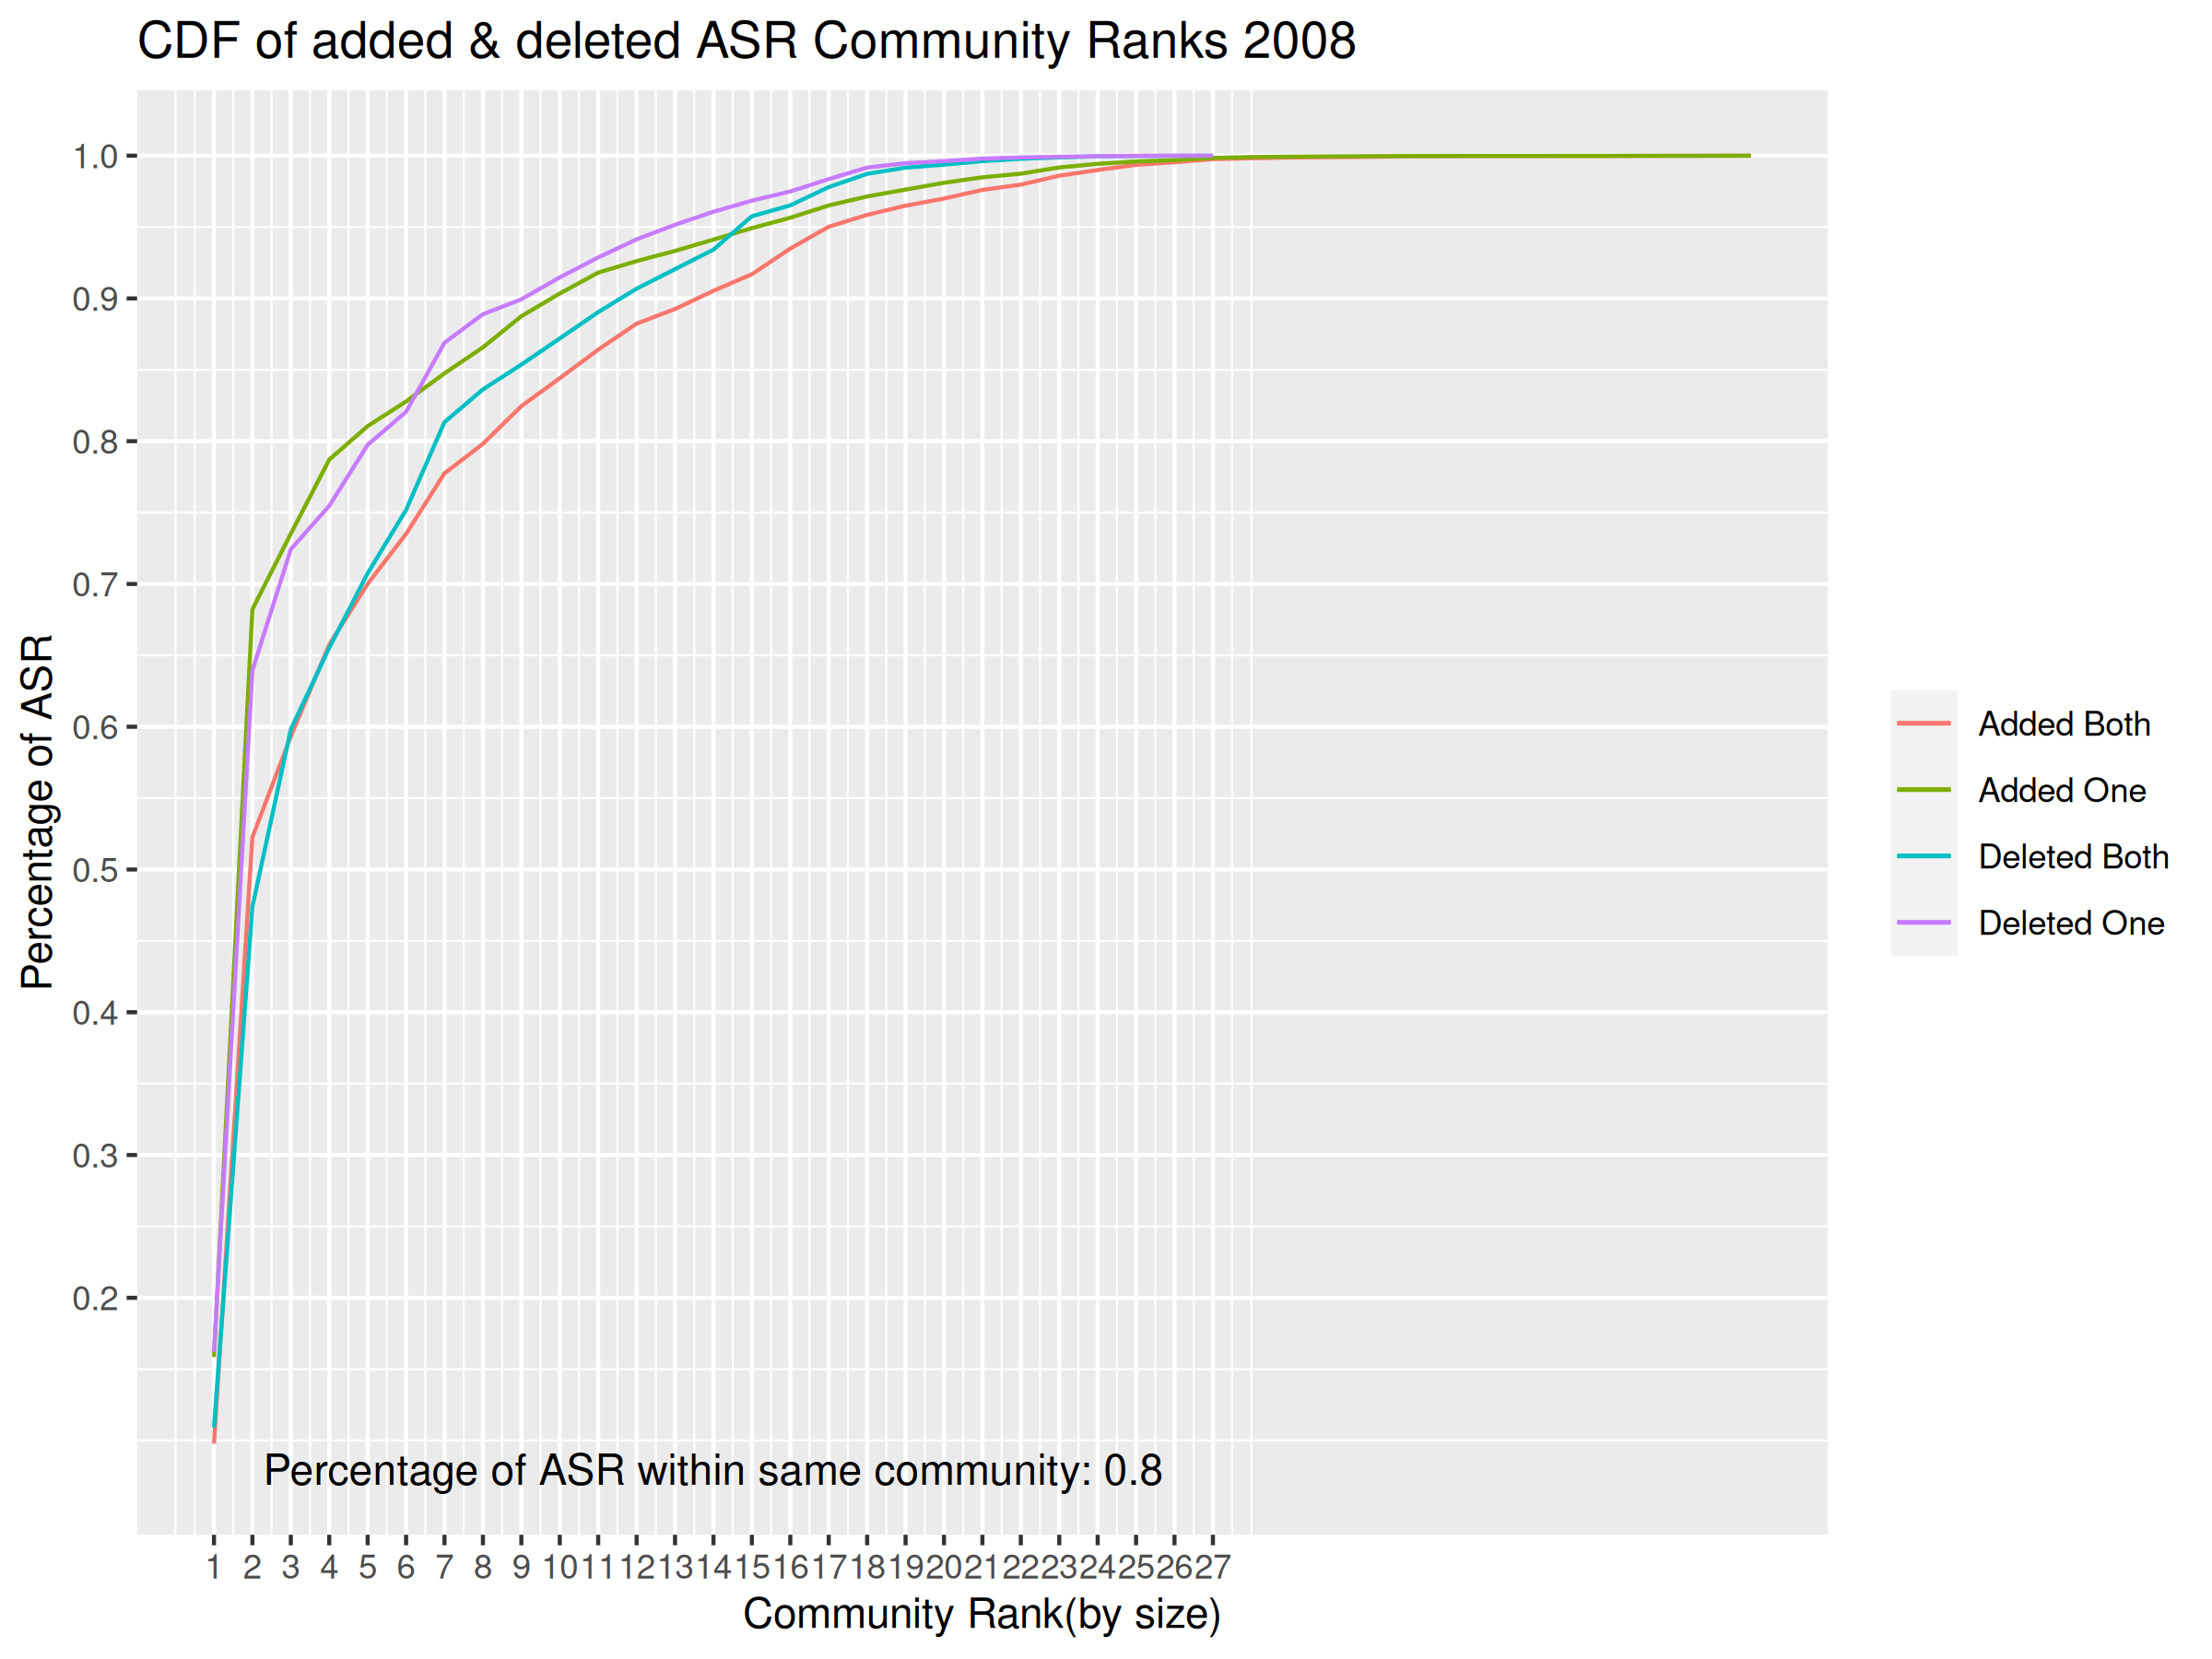 CDF of added & deleted ASR Community Ranks 2008
Percentage of ASR
1.0
0.9
0.8
0.7
0.6
0.5
0.4
0.3
0.2
Added Both
Added One
Deleted Both
Deleted One
Percentage of ASR within same community: 0.8
1 2 3 4 5 6 7 8 9 10 11 12 13 14 15 16 17 18 19 20 21 22 23 24 25 26 27
Community Rank(by size)